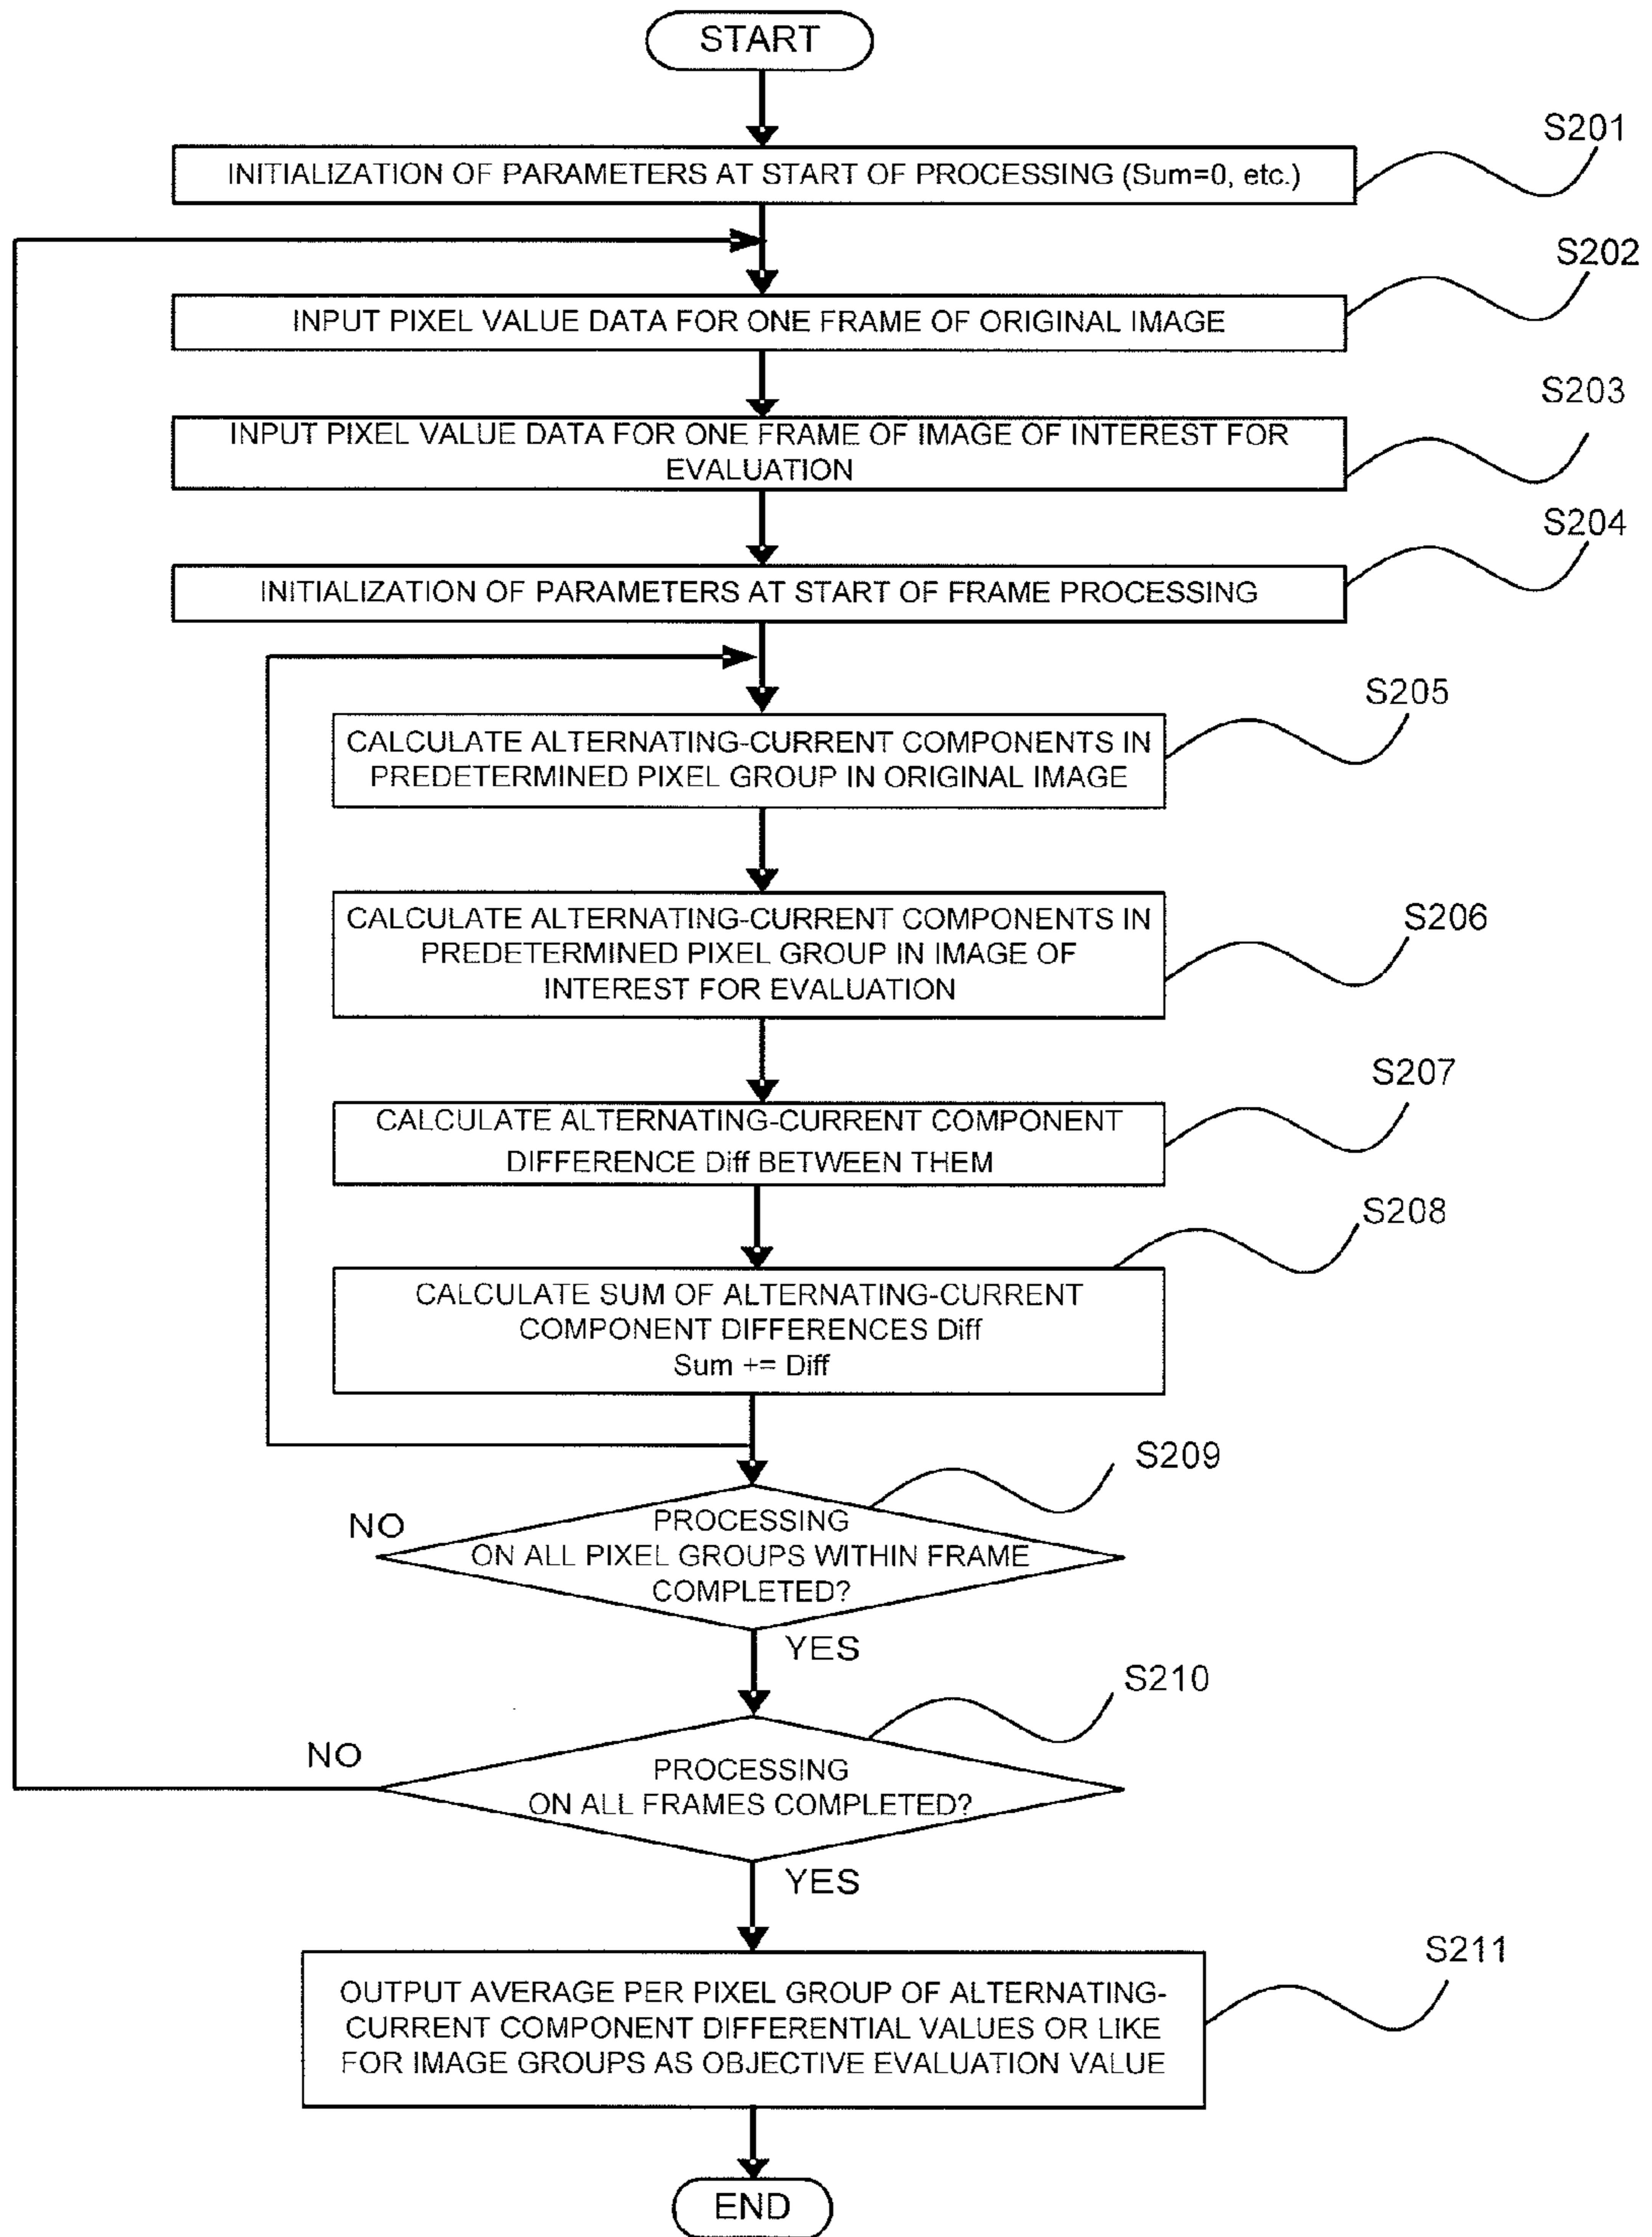 START
S201
INITIALIZATION OF PARAMETERS AT START OF PROCESSING (Sum=0, etc.)
S202
INPUT PIXEL VALUE DATA FOR ONE FRAME OF ORIGINAL IMAGE
S203
INPUT PIXEL VALUE DATA FOR ONE FRAME OF IMAGE OF INTEREST FOR
EVALUATION
S204
INITIALIZATION OF PARAMETERS AT START OF FRAME PROCESSING
S205
CALCULATE ALTERNATING-CURRENT COMPONENTS IN
PREDETERMINED PIXEL GROUP IN ORIGINAL IMAGE
S206
CALCULATE ALTERNATING-CURRENT COMPONENTS IN
PREDETERMINED PIXEL GROUP IN IMAGE OF
INTEREST FOR EVALUATION
S207
CALCULATE ALTERNATING-CURRENT COMPONENT
DIFFERENCE Diff BETWEEN THEM
S208
CALCULATE SUM OF ALTERNATING-CURRENT
COMPONENT DIFFERENCES Diff
Sum += Diff
S209
NO
PROCESSING
ON ALL PIXEL GROUPS WITHIN FRAME
COMPLETED?
YES
S210
NO
PROCESSING
ON ALL FRAMES COMPLETED?
YES
S211
OUTPUT AVERAGE PER PIXEL GROUP OF ALTERNATING-
CURRENT COMPONENT DIFFERENTIAL VALUES OR LIKE
FOR IMAGE GROUPS AS OBJECTIVE EVALUATION VALUE
END